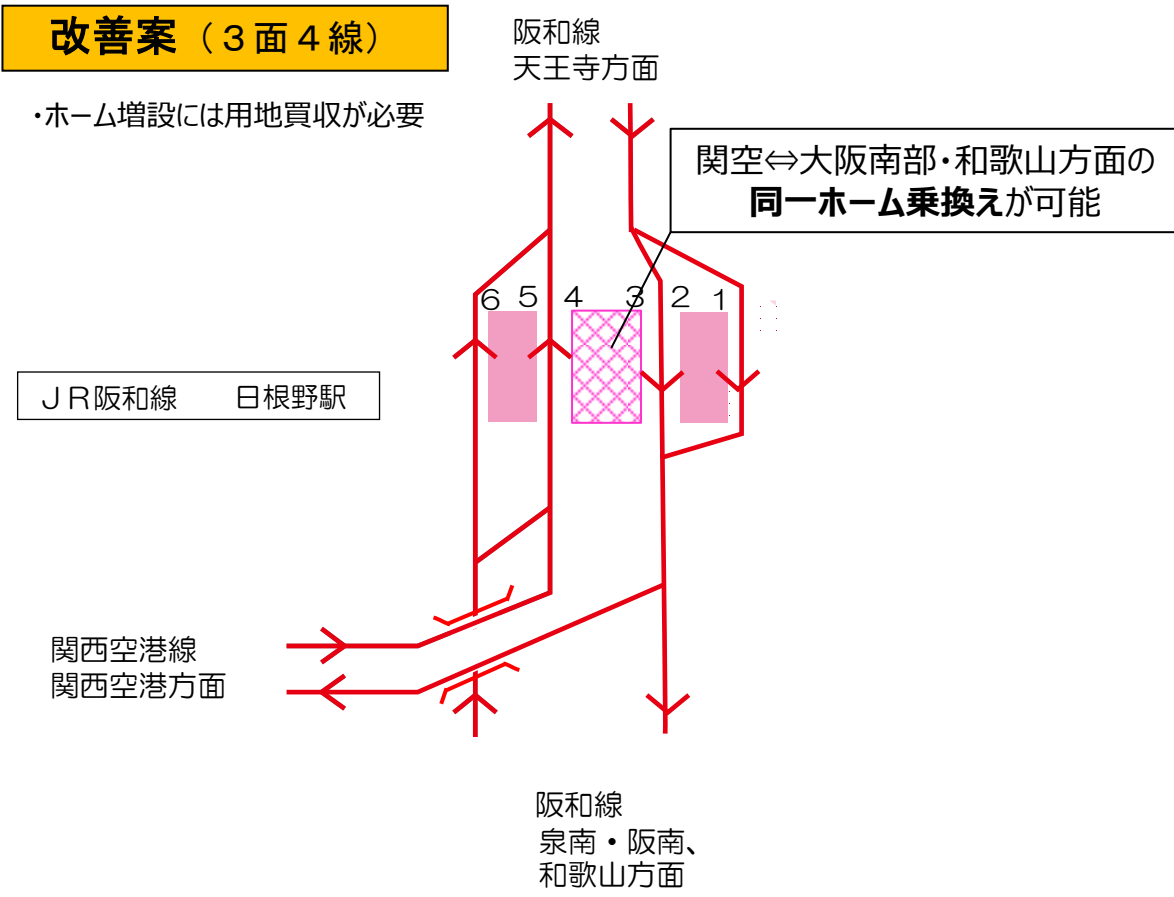 改善案（３面４線）
・ホーム増設には用地買収が必要
阪和線
天王寺方面
関空⇔大阪南部・和歌山方面の
同一ホーム乗換えが可能
６ ５ ４ ３ ２ １
ＪＲ阪和線　　日根野駅
関西空港線
関西空港方面
阪和線
泉南・阪南、
和歌山方面